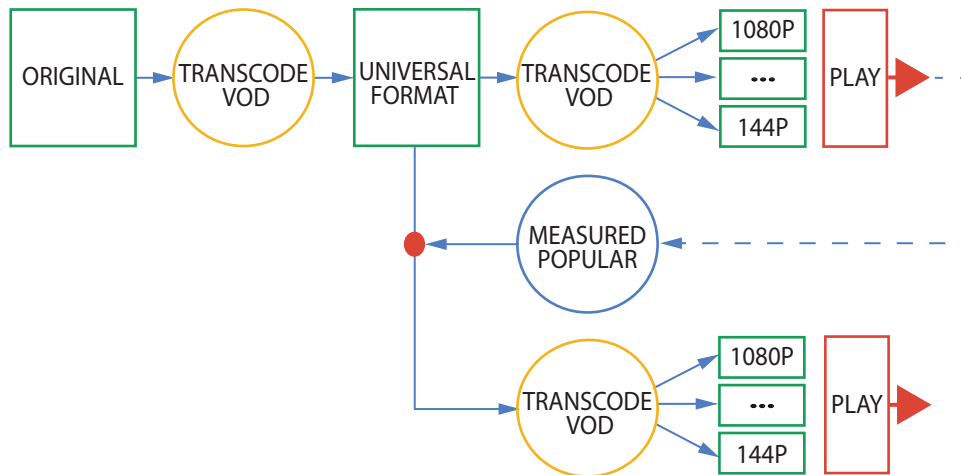 ORIGINAL
TRANSCODE
VOD
UNIVERSAL
FORMAT
TRANSCODE
VOD
1080P
...
144P
PLAY
MEASURED
POPULAR
TRANSCODE
VOD
1080P
...
144P
PLAY